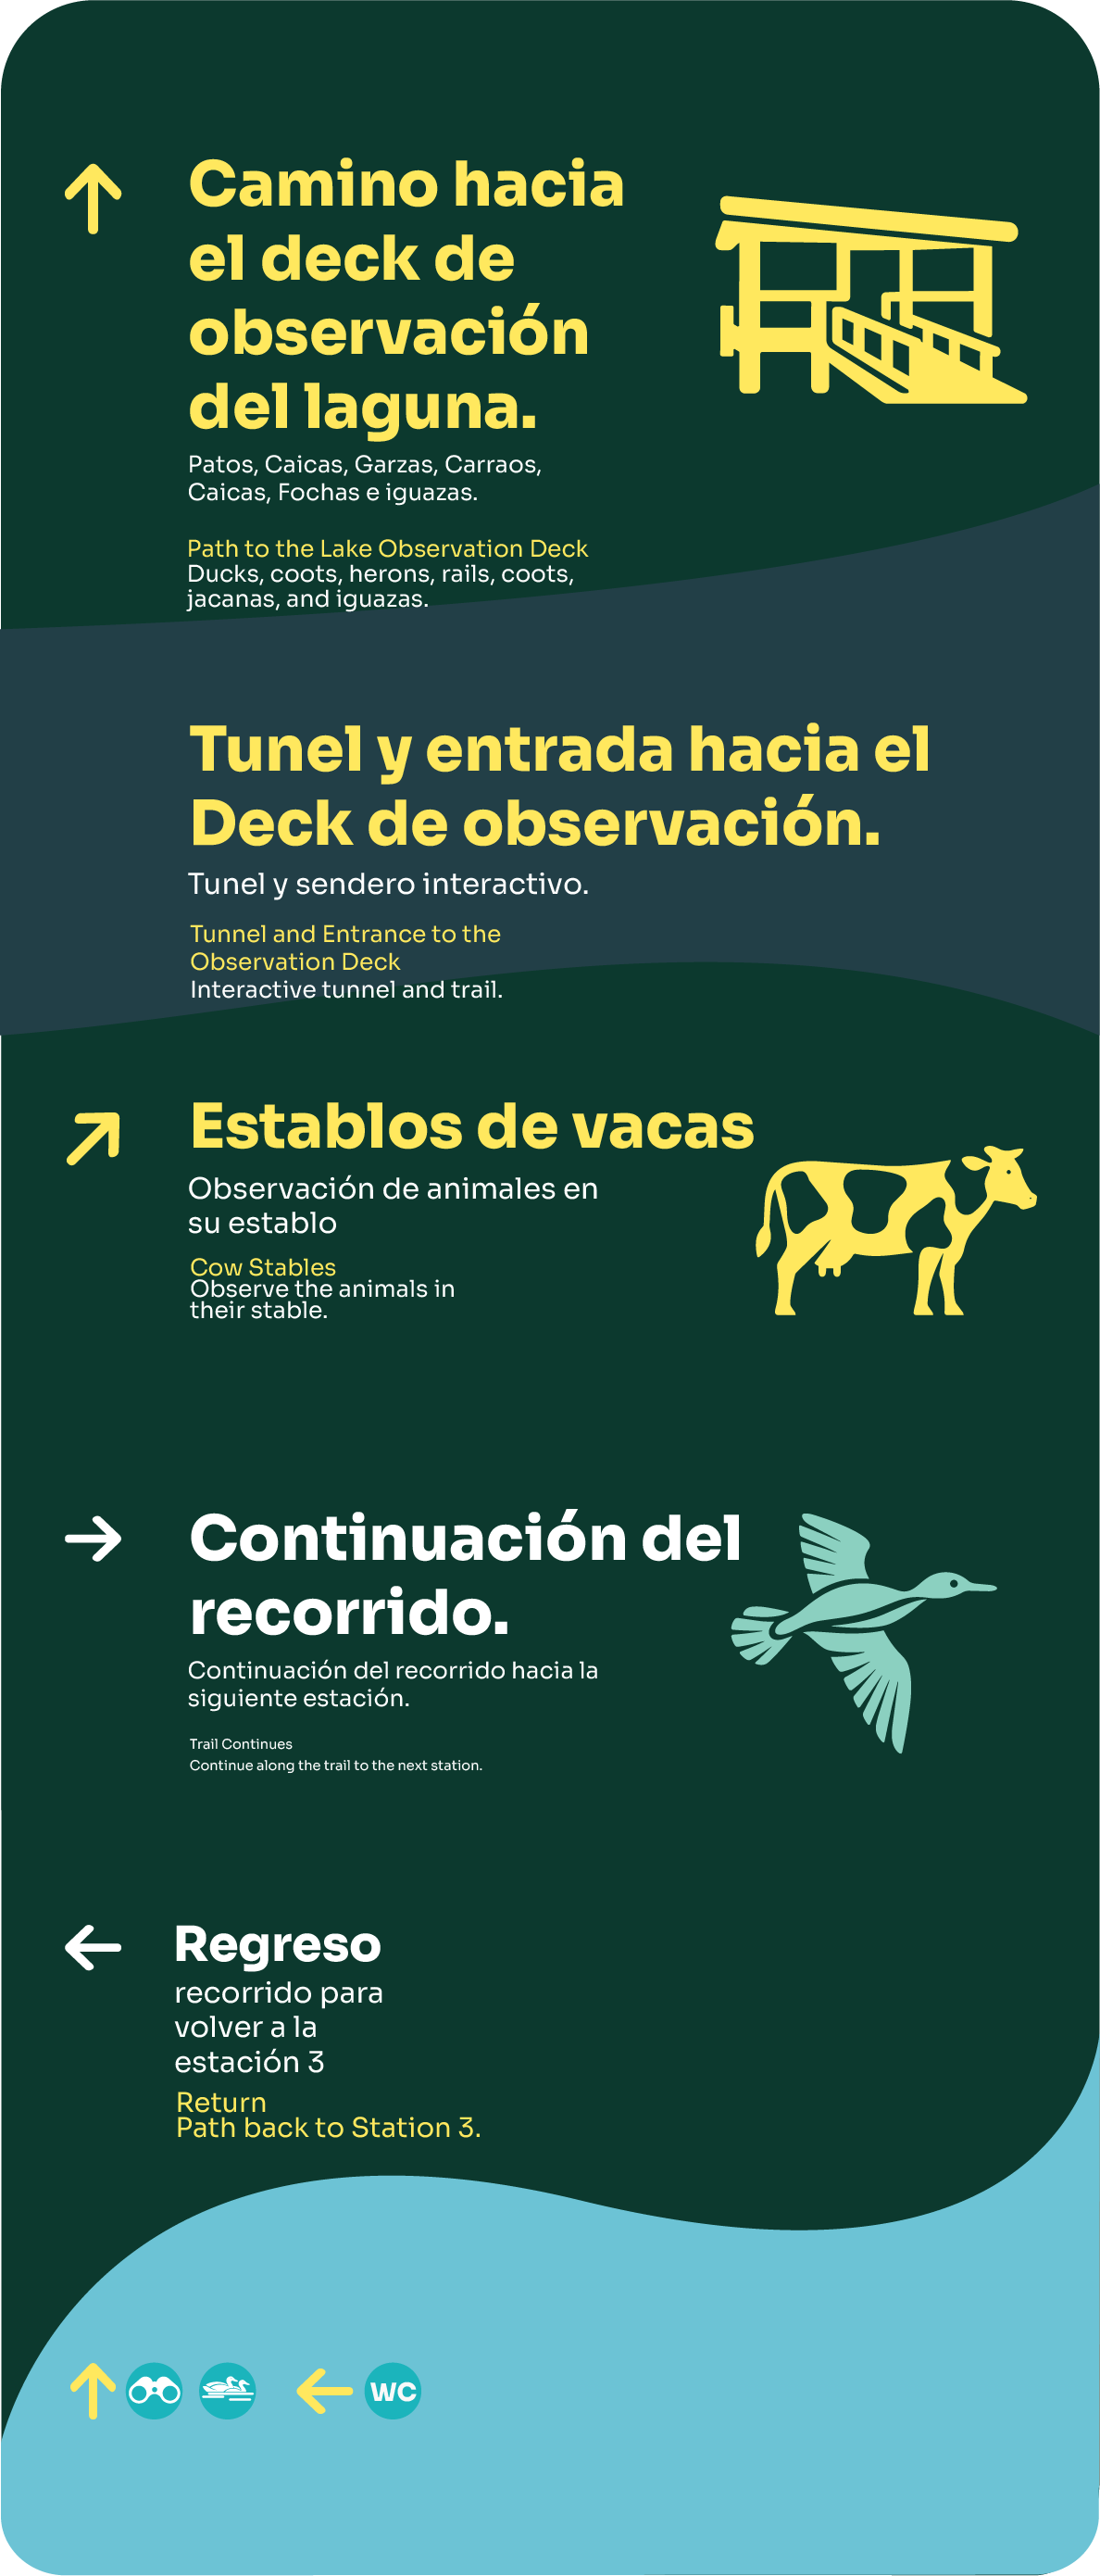 Camino hacia
el deck de
observación
del laguna.
Patos, Caicas, Garzas, Carraos,
Caicas, Fochas e iguazas.
Path to the Lake Observation Deck
Ducks, coots, herons, rails, coots,
jacanas, and iguazas.
Tunel y entrada hacia el
Deck de observación.
Tunel y sendero interactivo.
Tunnel and Entrance to the
Observation Deck
Interactive tunnel and trail.
Establos de vacas
Observación de animales en
su establo
Cow Stables
Observe the animals in
their stable.
Continuación del
recorrido.
Continuación del recorrido hacia la
siguiente estación.
Trail Continues
Continue along the trail to the next station.
Regreso
recorrido para
volver a la
estación 3
Return
Path back to Station 3.
WC